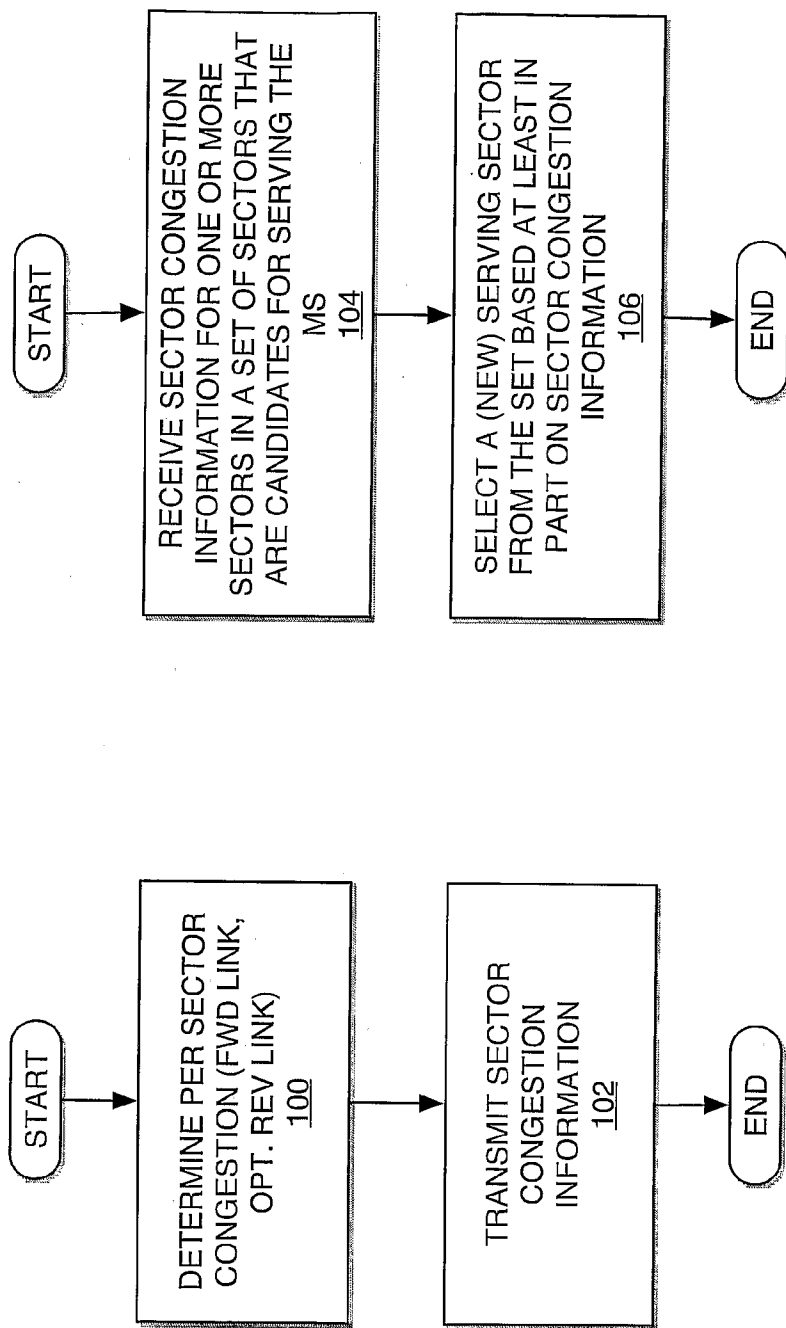 START
DETERMINE PER SECTOR
CONGESTION (FWD LINK,
OPT. REV LINK)
100
TRANSMIT SECTOR
CONGESTION
INFORMATION
102
END
START
RECEIVE SECTOR CONGESTION
INFORMATION FOR ONE OR MORE
SECTORS IN A SET OF SECTORS THAT
ARE CANDIDATES FOR SERVING THE
MS
104
SELECT A (NEW) SERVING SECTOR
FROM THE SET BASED AT LEAST IN
PART ON SECTOR CONGESTION
INFORMATION
106
END